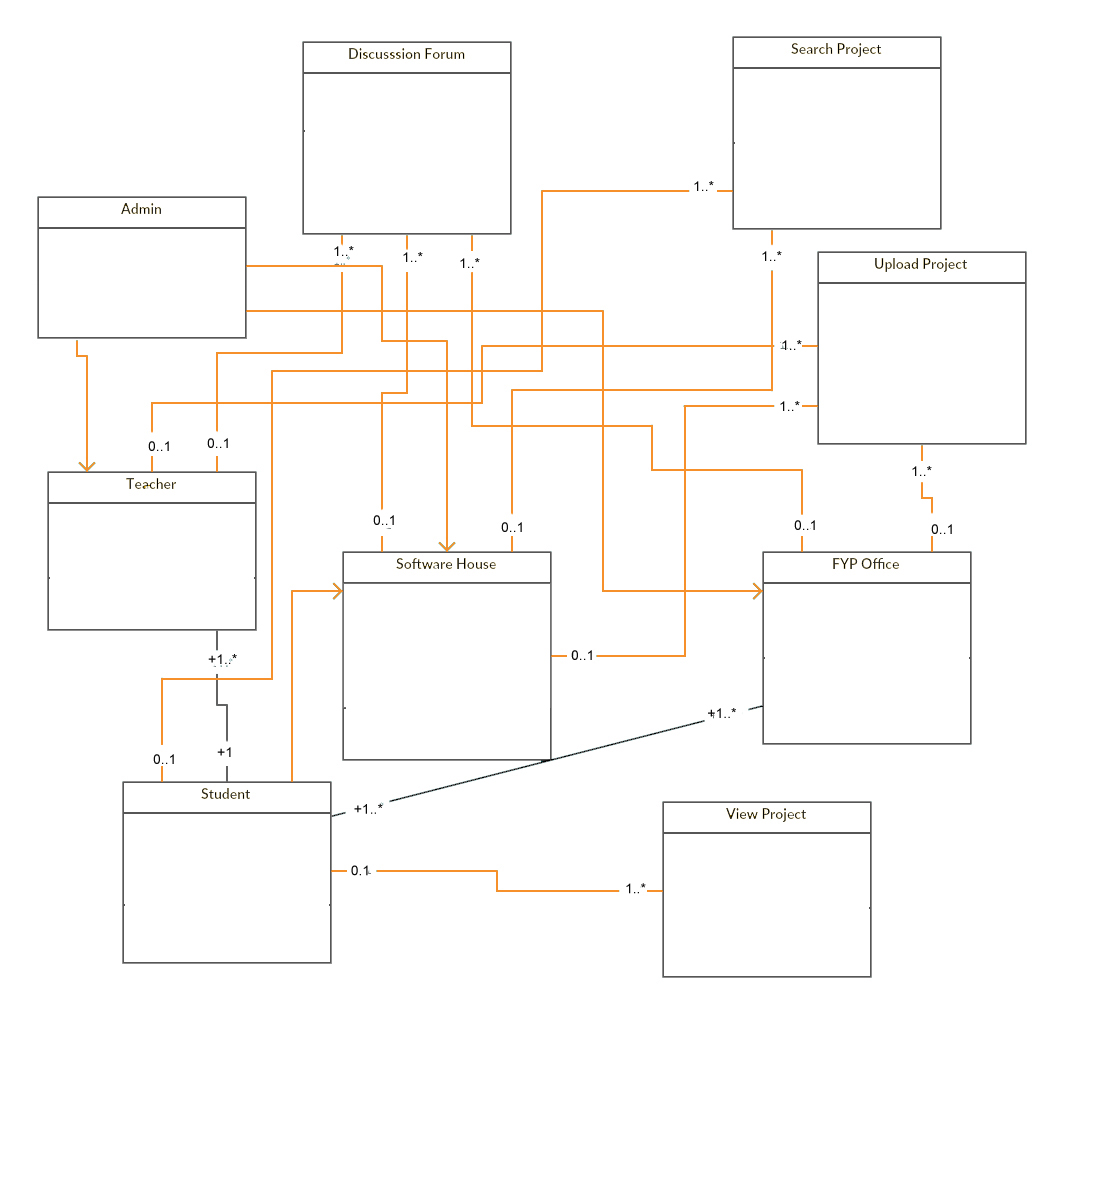 Discusssion Forum
Search Project
1..*
Admin
1..*
1..*
1..*
1..*
Upload Project
1..*
1..*
0..1
0..1
1..*
Teacher
0..1
0..1
0..1
0..1
Software House
FYP Office
+1..*
0..1
+1..*
+1
0..1
Student
+1..*
View Project
0.1
1..*